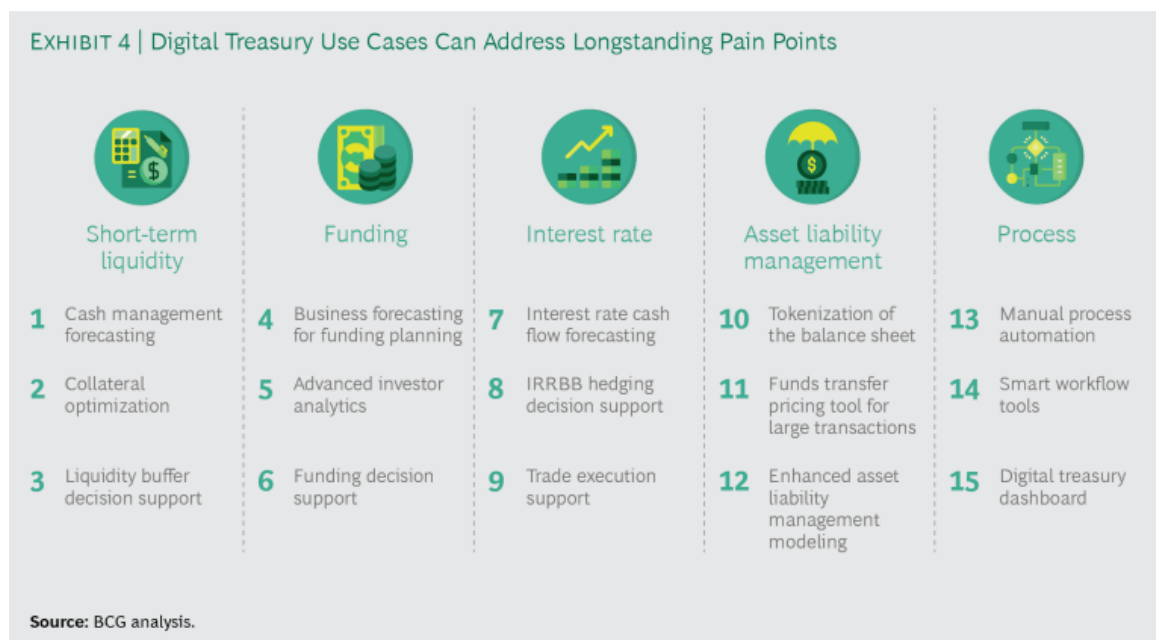 EXHIBIT 4 | Digital Treasury Use Cases Can Address Longstanding Pain Points
Short-term
liquidity
1 Cash management
forecasting
2 Collateral
optimization
3 Liquidity buffer
decision support
Funding
4 Business forecasting
for funding planning
5 Advanced investor
analytics
6 Funding decision
support
Interest rate
7 Interest rate cash
flow forecasting
8 IRRBB hedging
decision support
9 Trade execution
support
Asset liability
management
10 Tokenization of
the balance sheet
11 Funds transfer
pricing tool for
large transactions
12 Enhanced asset
liability
management
modeling
Process
13 Manual process
automation
14 Smart workflow
tools
15 Digital treasury
dashboard
Source: BCG analysis.